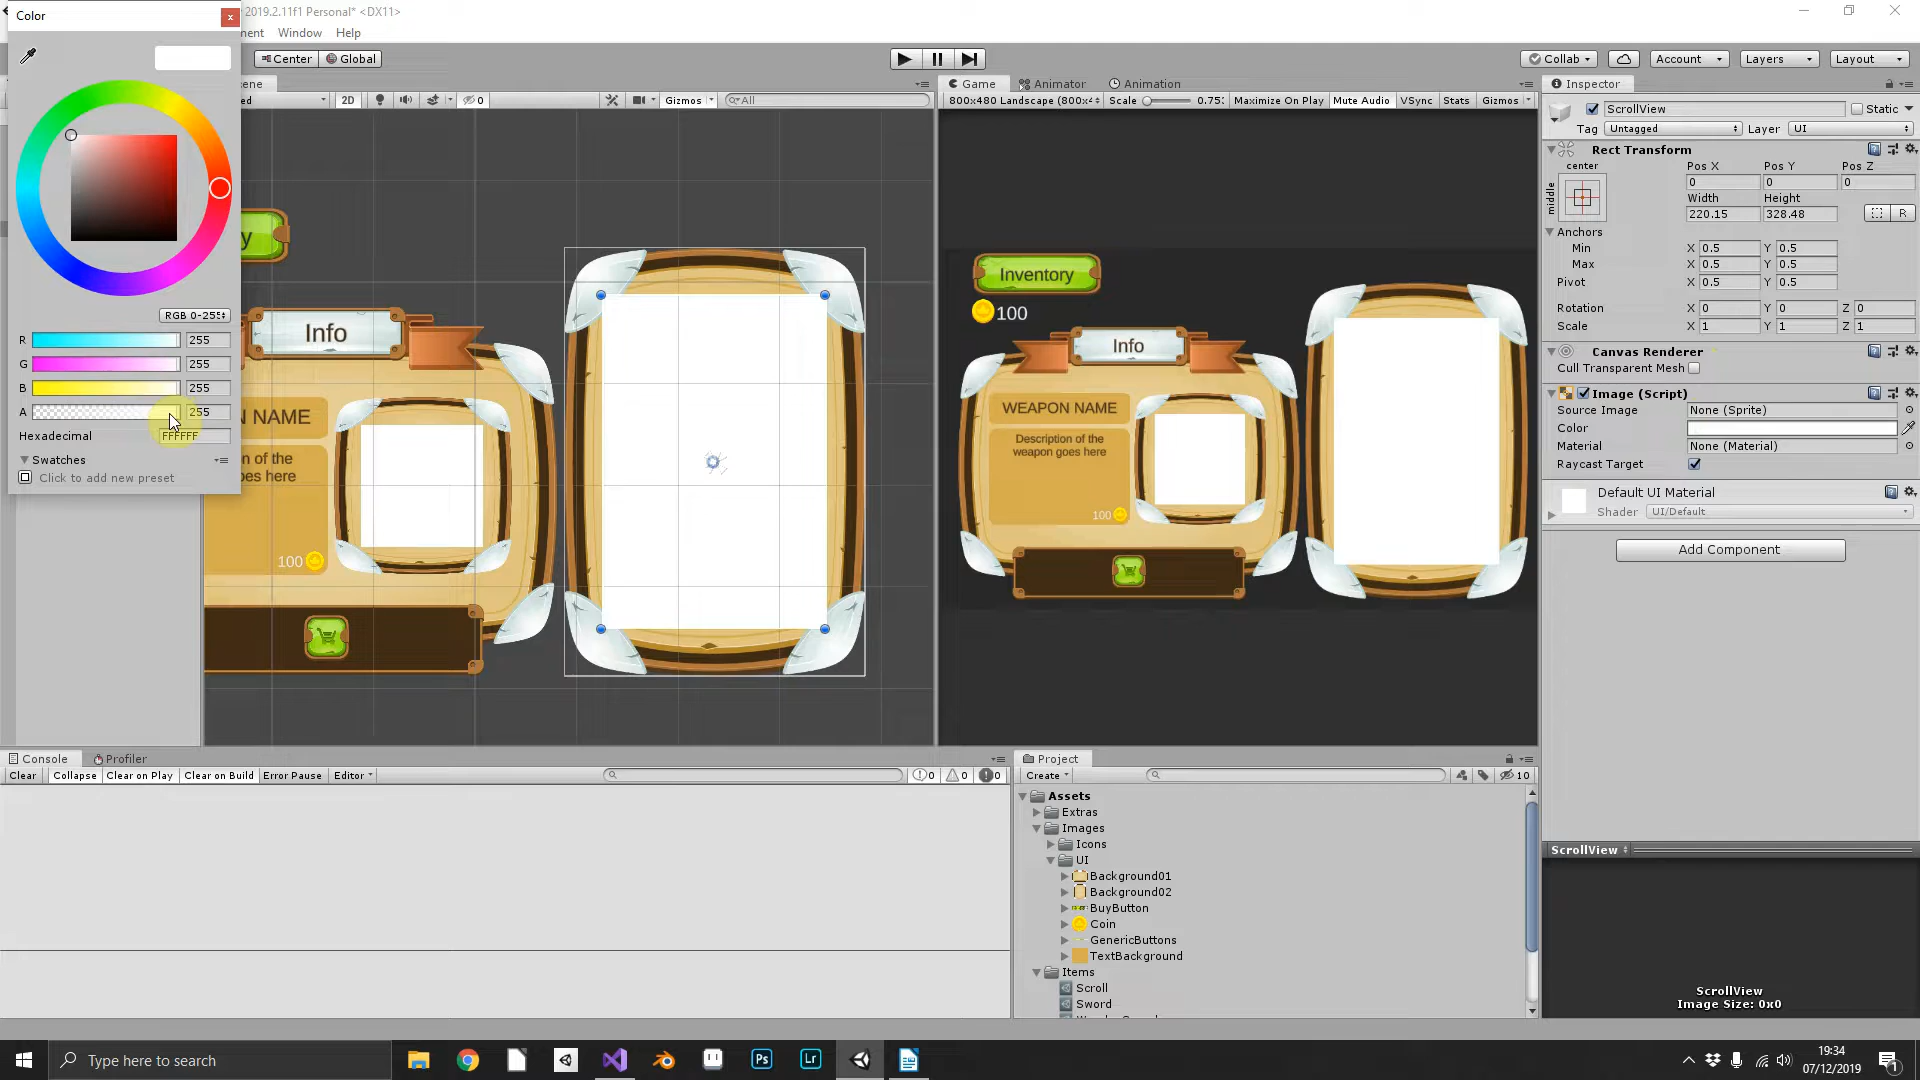 Color
x
2019.2.11f1 Personal* <DX11>
Window
Help
Center
Global
Collab
Account
Layers
Layout
2D
0
Gizmos
All
Game
Animator
Animation
800x480 Landscape (800x4
Scale
0.75
Maximize On Play
Mute Audio
VSync
Stats
Gizmos
Inspector
ScrollView
Static
Tag
Untagged
Layer
UI
Rect Transform
center
middle
Pos X
Pos Y
Pos Z
0
0
0
Width
Height
220.15
328.48
R
Anchors
Min
X
0.5
Y
0.5
Max
X
0.5
Y
0.5
Pivot
X
0.5
Y
0.5
Rotation
X
0
Y
0
Z
0
Scale
X
1
Y
1
Z
1
Canvas Renderer
Cull Transparent Mesh
Image (Script)
Source Image
None (Sprite)
Color
Material
None (Material)
Raycast Target
Default UI Material
Shader
UI/Default
Add Component
RGB 0-255
R
255
G
255
B
255
A
255
Hexadecimal
FFFFFF
Swatches
Click to add new preset
y
Info
N NAME
on of the
oes here
100
Inventory
100
Info
WEAPON NAME
Description of the
weapon goes here
100
Console
Profiler
Clear
Collapse
Clear on Play
Clear on Build
Error Pause
Editor
0
0
0
Project
Create
10
Assets
Extras
Images
Icons
UI
Background01
Background02
BuyButton
Coin
GenericButtons
TextBackground
Items
Scroll
Sword
ScrollView
ScrollView
Image Size: 0x0
Type here to search
Ps
Lr
19:34
07/12/2019
1